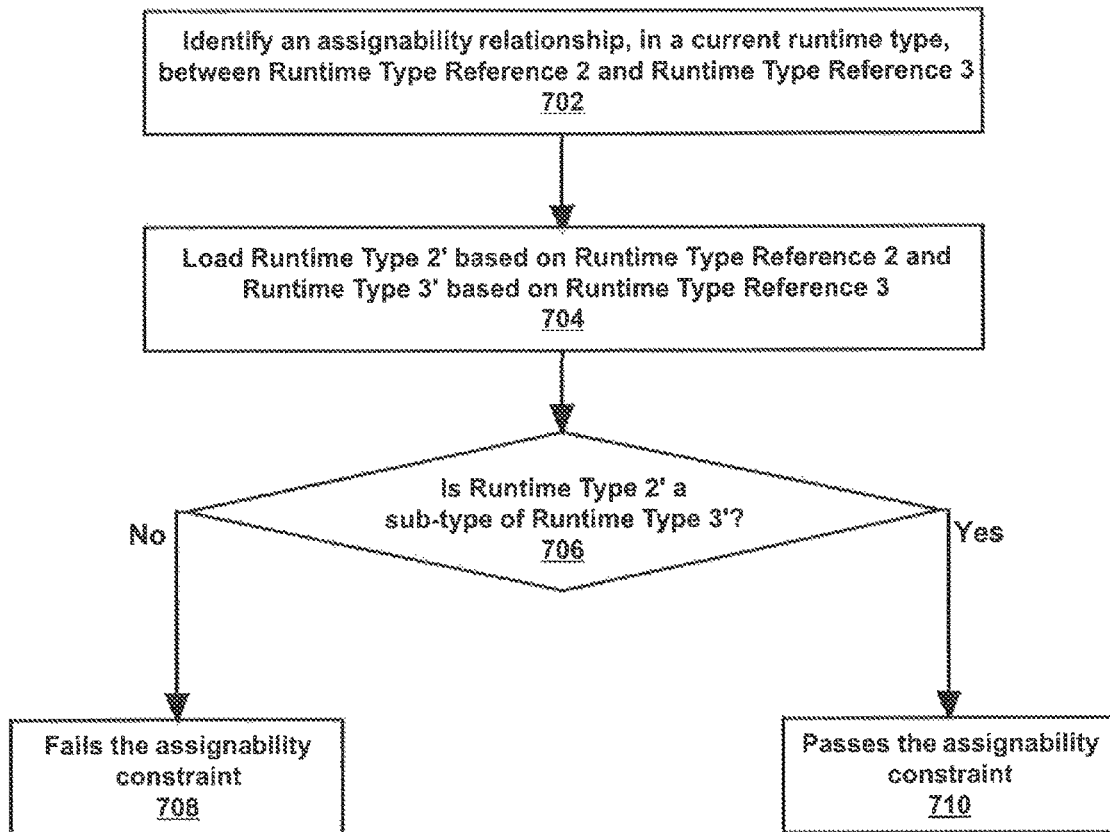 Identify an assignability relationship, in a current runtime type,
between Runtime Type Reference 2 and Runtime Type Reference 3
702
Load Runtime Type 2' based on Runtime Type Reference 2 and
Runtime Type 3' based on Runtime Type Reference 3
704
Is Runtime Type 2' a
sub-type of Runtime Type 3'?
706
No
Yes
Fails the assignability
constraint
708
Passes the assignability
constraint
710